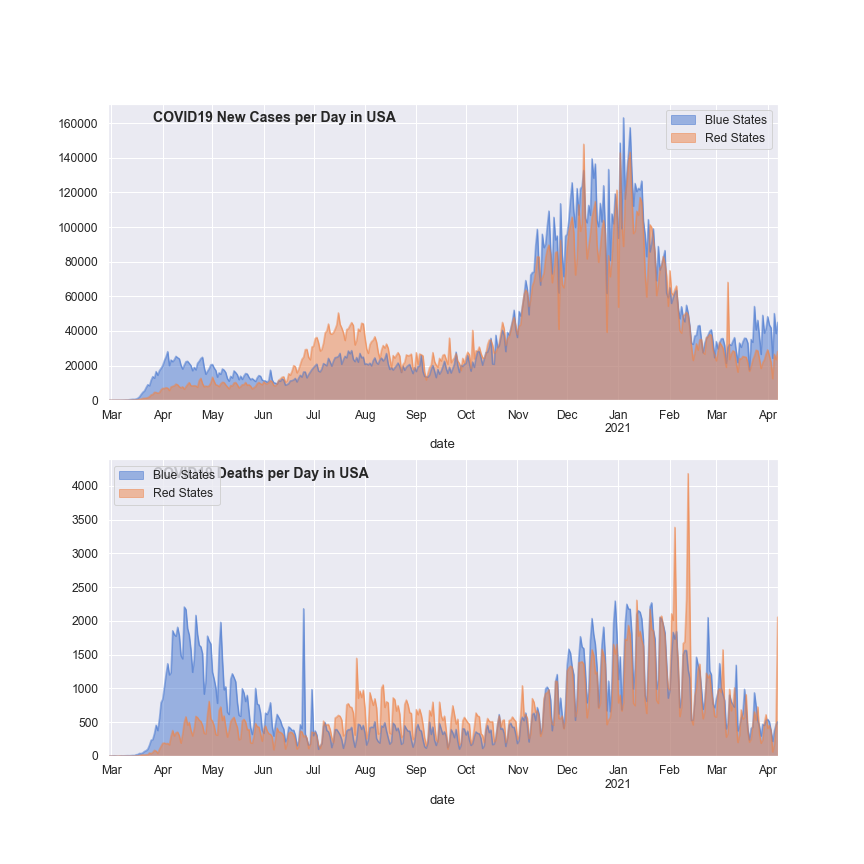 COVID19 New Cases per Day in USA
Blue States
Red States
160000
140000
120000
100000
80000
60000
40000
20000
0
Mar Apr May Jun Jul Aug Sep Oct Nov Dec Jan Feb Mar Apr
2021
date
COVID19 Deaths per Day in USA
Blue States
Red States
4000
3500
3000
2500
2000
1500
1000
500
0
Mar Apr May Jun Jul Aug Sep Oct Nov Dec Jan Feb Mar Apr
2021
date